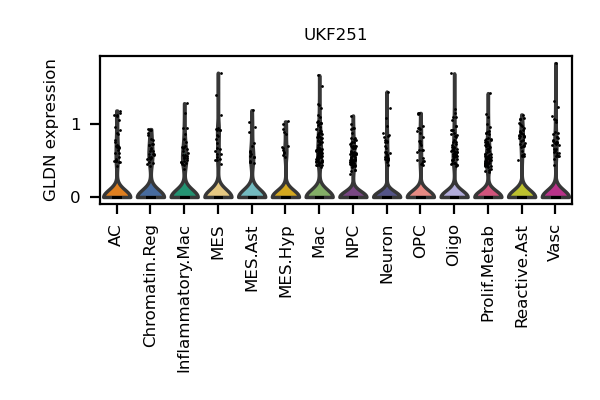 UKF251
GLDN expression
1
0
AC
Chromatin.Reg
Inflammatory.Mac
MES
MES.Ast
MES.Hyp
Mac
NPC
Neuron
OPC
Oligo
Prolif.Metab
Reactive.Ast
Vasc